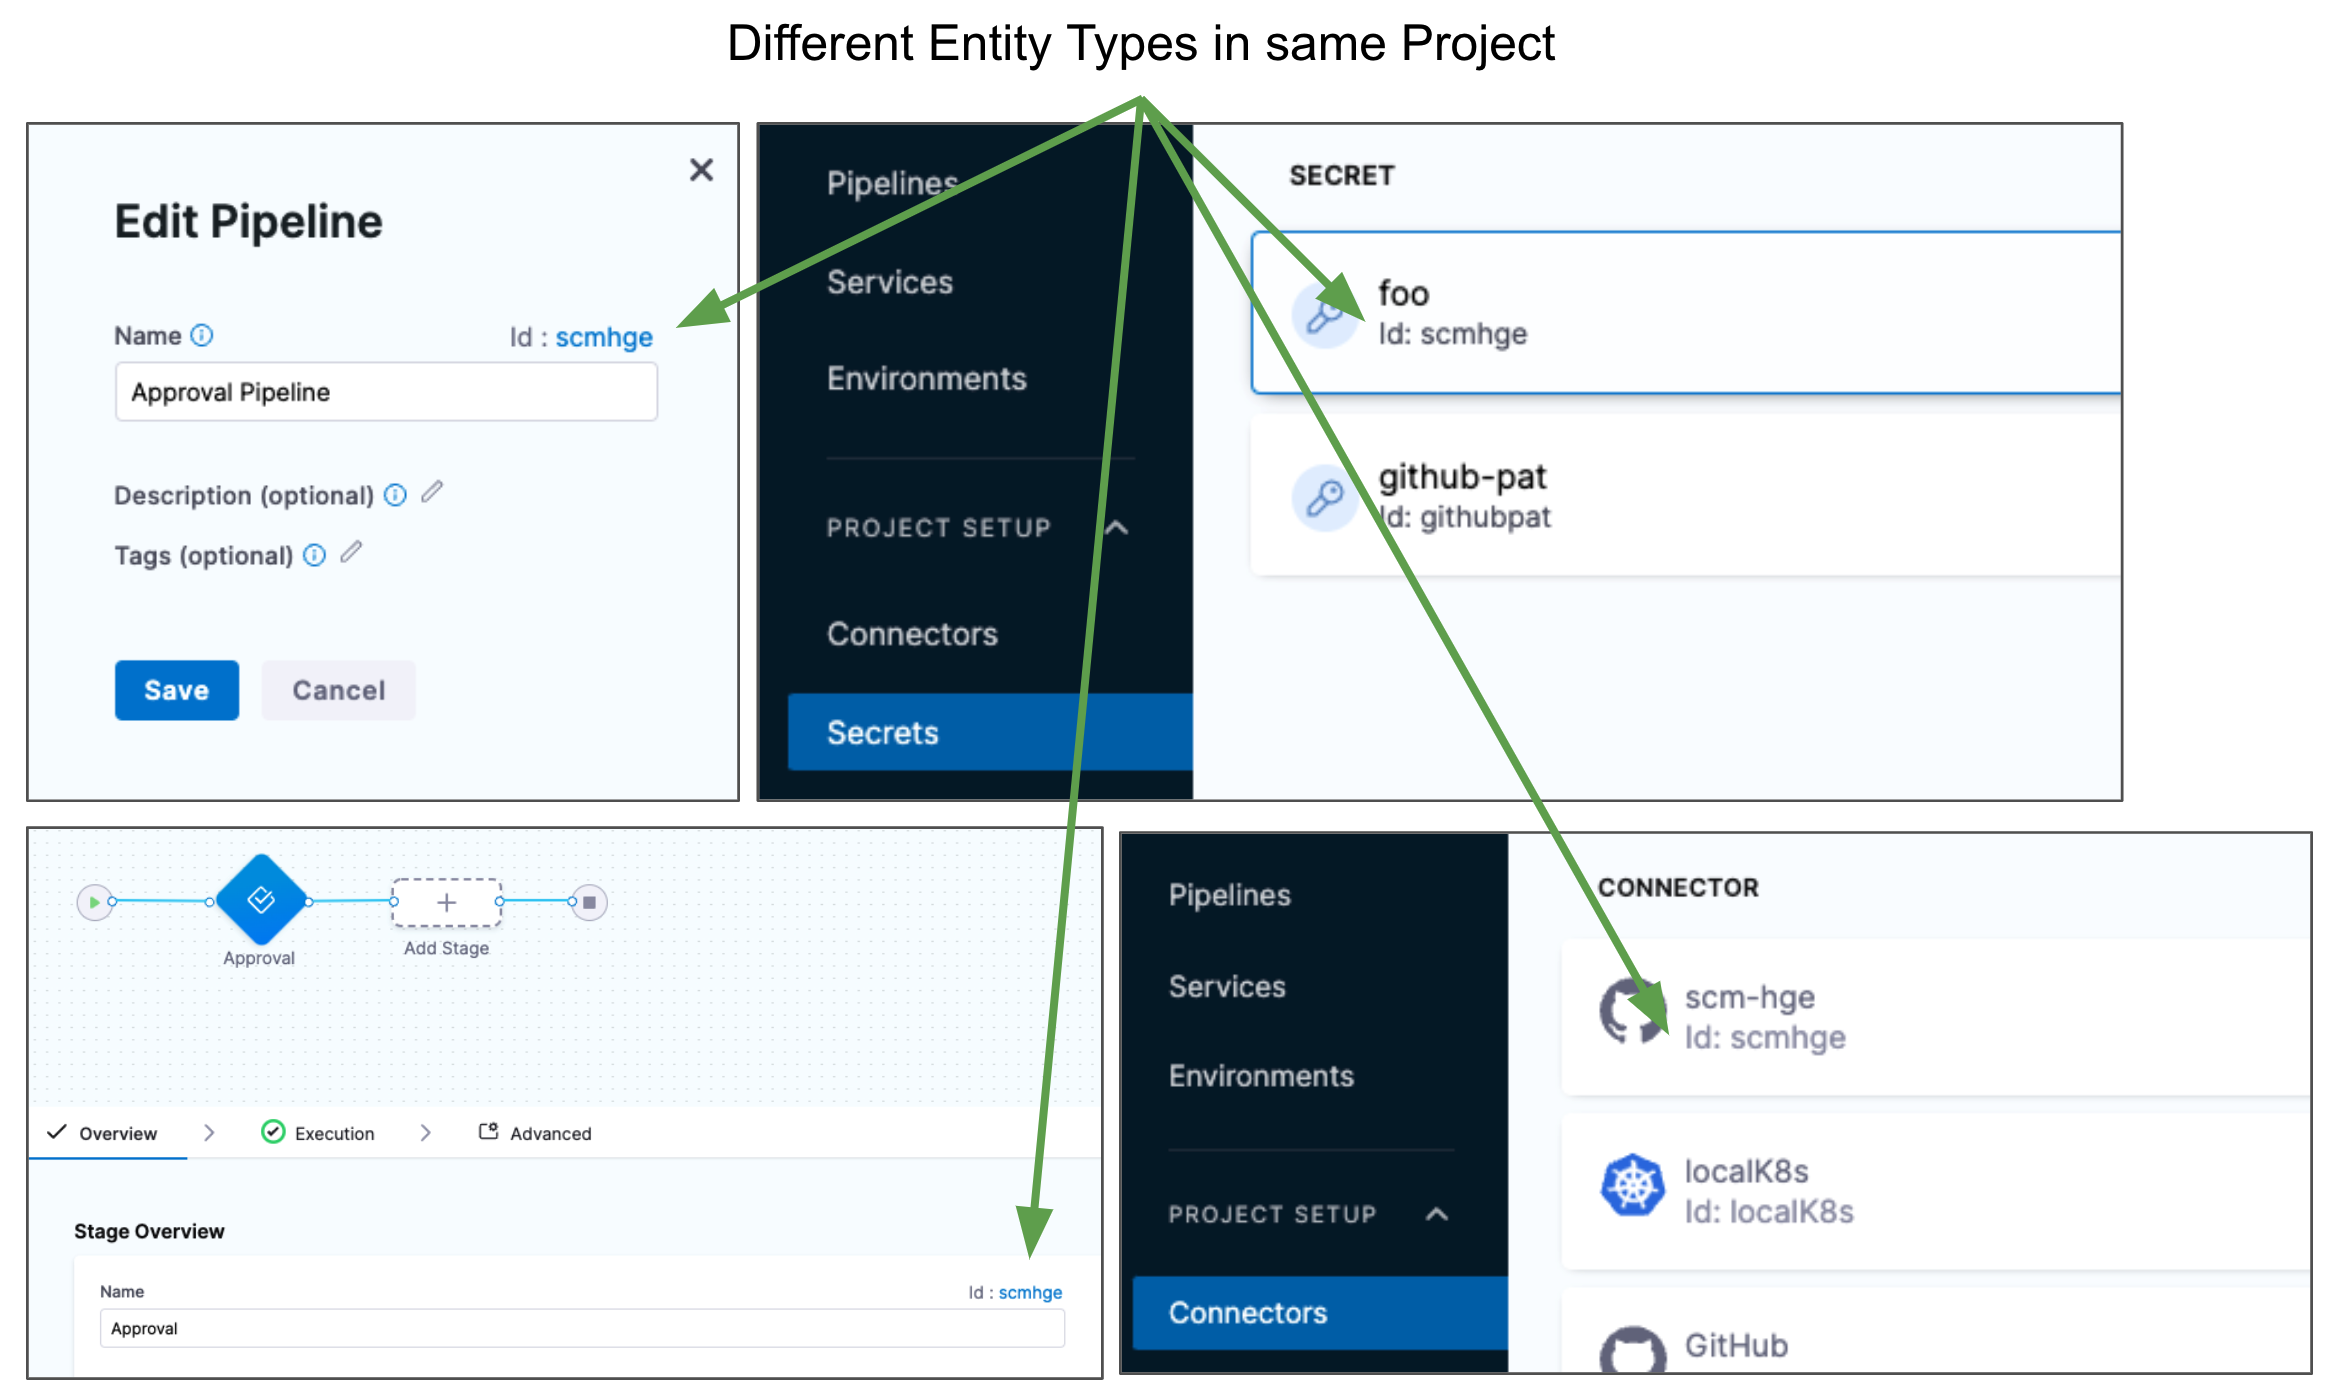 Different Entity Types in same Project
Edit Pipeline
Name
Id : scmhge
Approval Pipeline
Description (optional)
Tags (optional)
Save
Cancel
Pipelines
Services
Environments
PROJECT SETUP
Connectors
Secrets
SECRET
foo
Id: scmhge
github-pat
Id: githubpat
Approval
Add Stage
Overview
Execution
Advanced
Stage Overview
Name
Id : scmhge
Approval
Pipelines
Services
Environments
PROJECT SETUP
Connectors
CONNECTOR
scm-hge
Id: scmhge
localK8s
Id: localK8s
GitHub